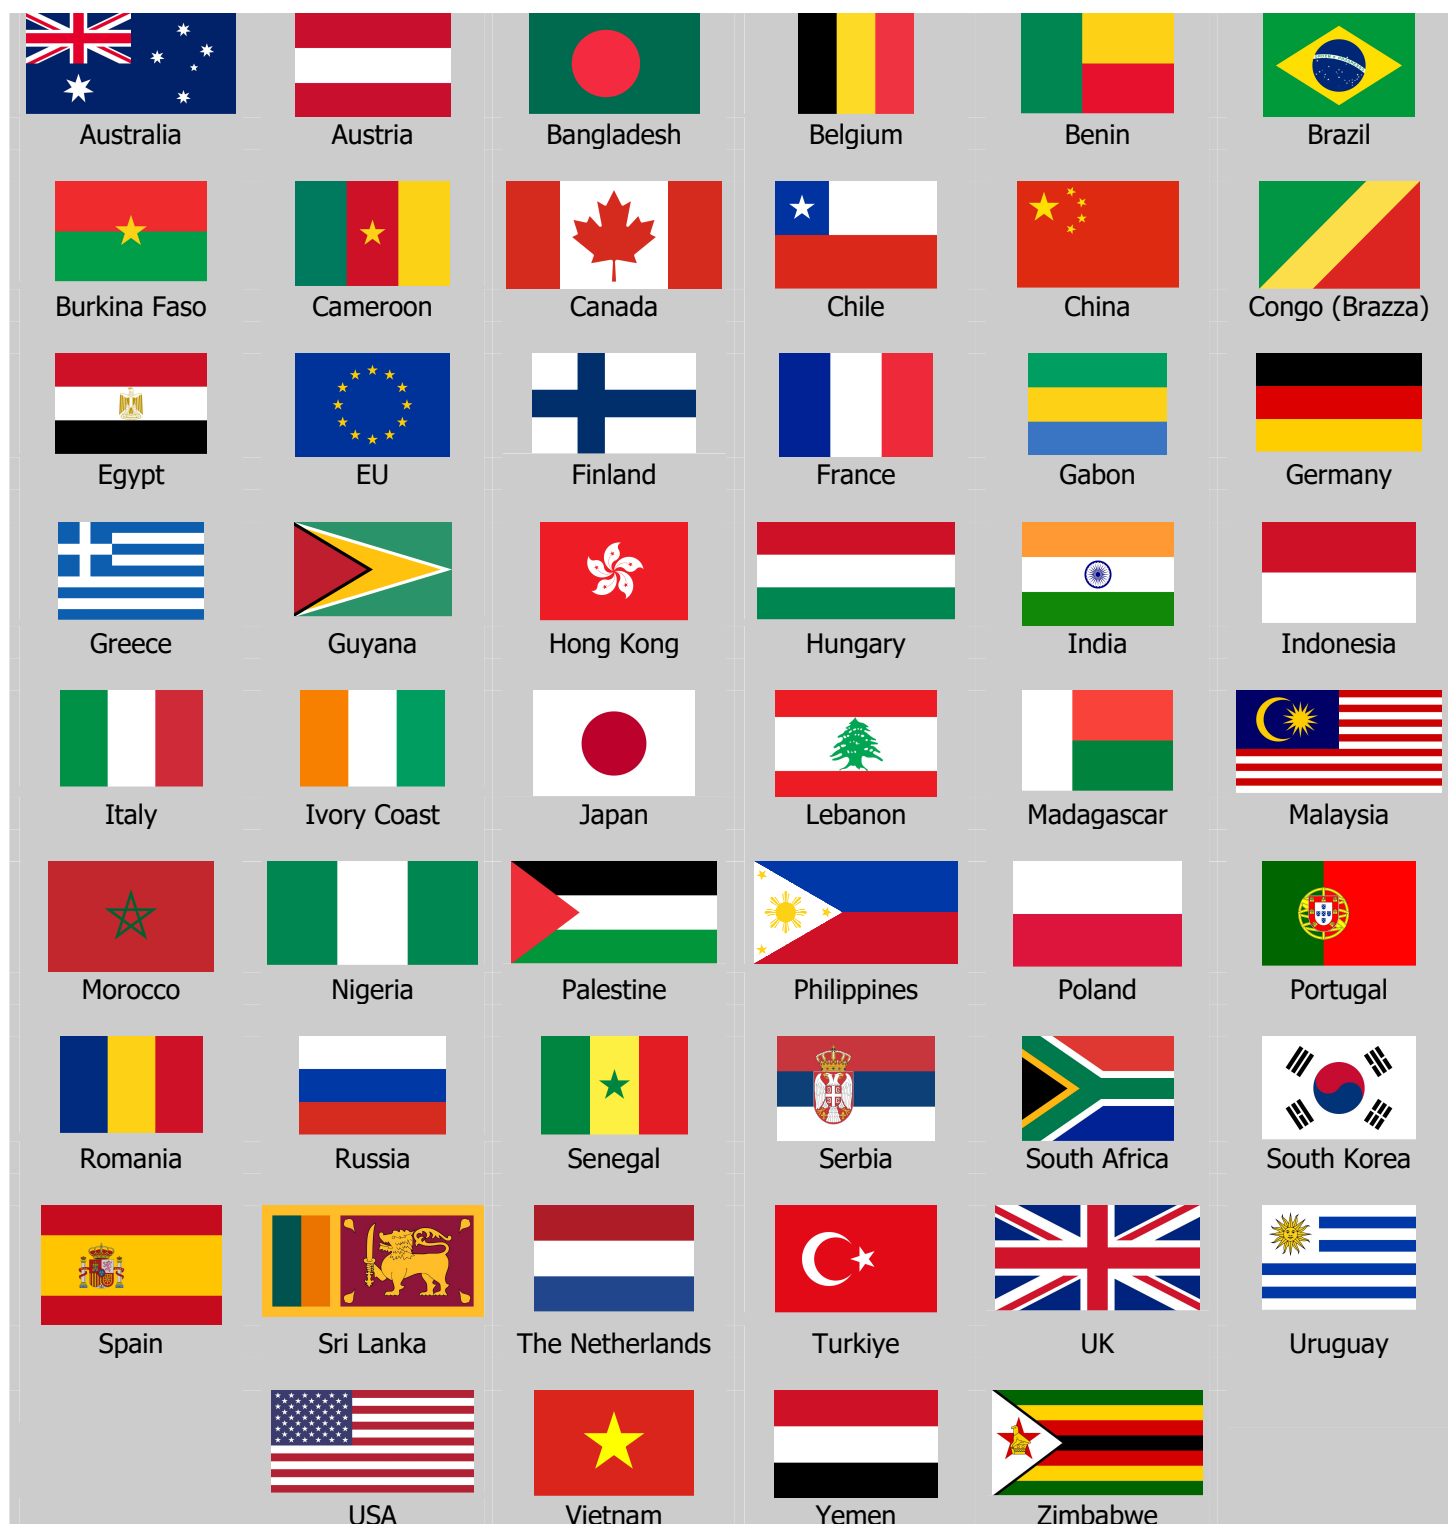 Australia Austria Bangladesh Belgium Benin Brazil
Burkina Faso Cameroon Canada Chile China Congo (Brazza)
Egypt EU Finland France Gabon Germany
Greece Guyana Hong Kong Hungary India Indonesia
Italy Ivory Coast Japan Lebanon Madagascar Malaysia
Morocco Nigeria Palestine Philippines Poland Portugal
Romania Russia Senegal Serbia South Africa South Korea
Spain Sri Lanka The Netherlands Turkiye UK Uruguay
USA Vietnam Yemen Zimbabwe